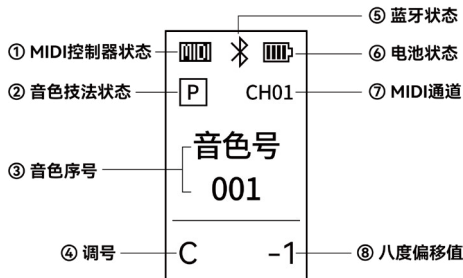 ⑤ 蓝牙状态
① MIDI控制器状态
MIDI
⑥ 电池状态
② 音色技法状态
P
CH01
⑦ MIDI通道
音色号
③ 音色序号
001
④ 调号
C
-1
⑧ 八度偏移值